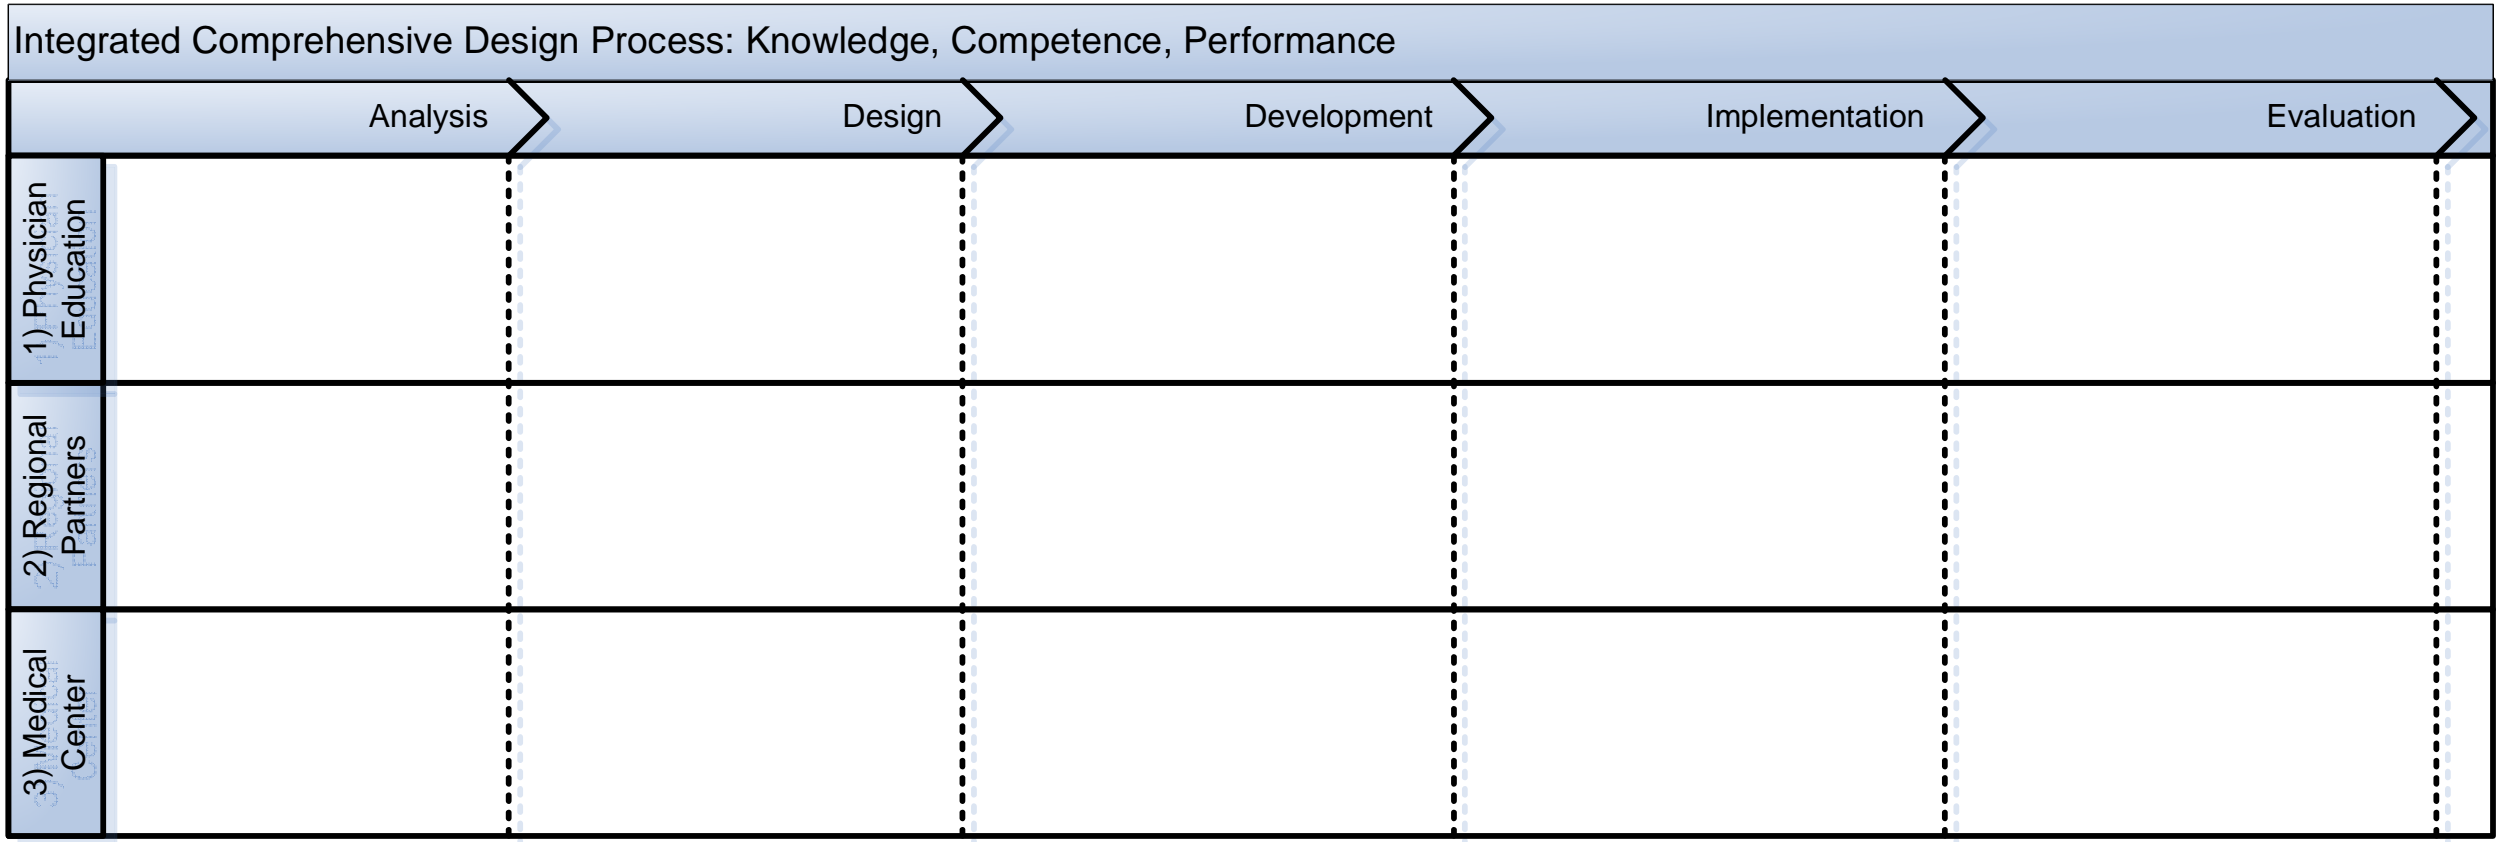 Integrated Comprehensive Design Process: Knowledge, Competence, Performance
Analysis
Design
Development
Implementation
Evaluation
1) Physician
Education
2) Regional
Partners
3) Medical
Center